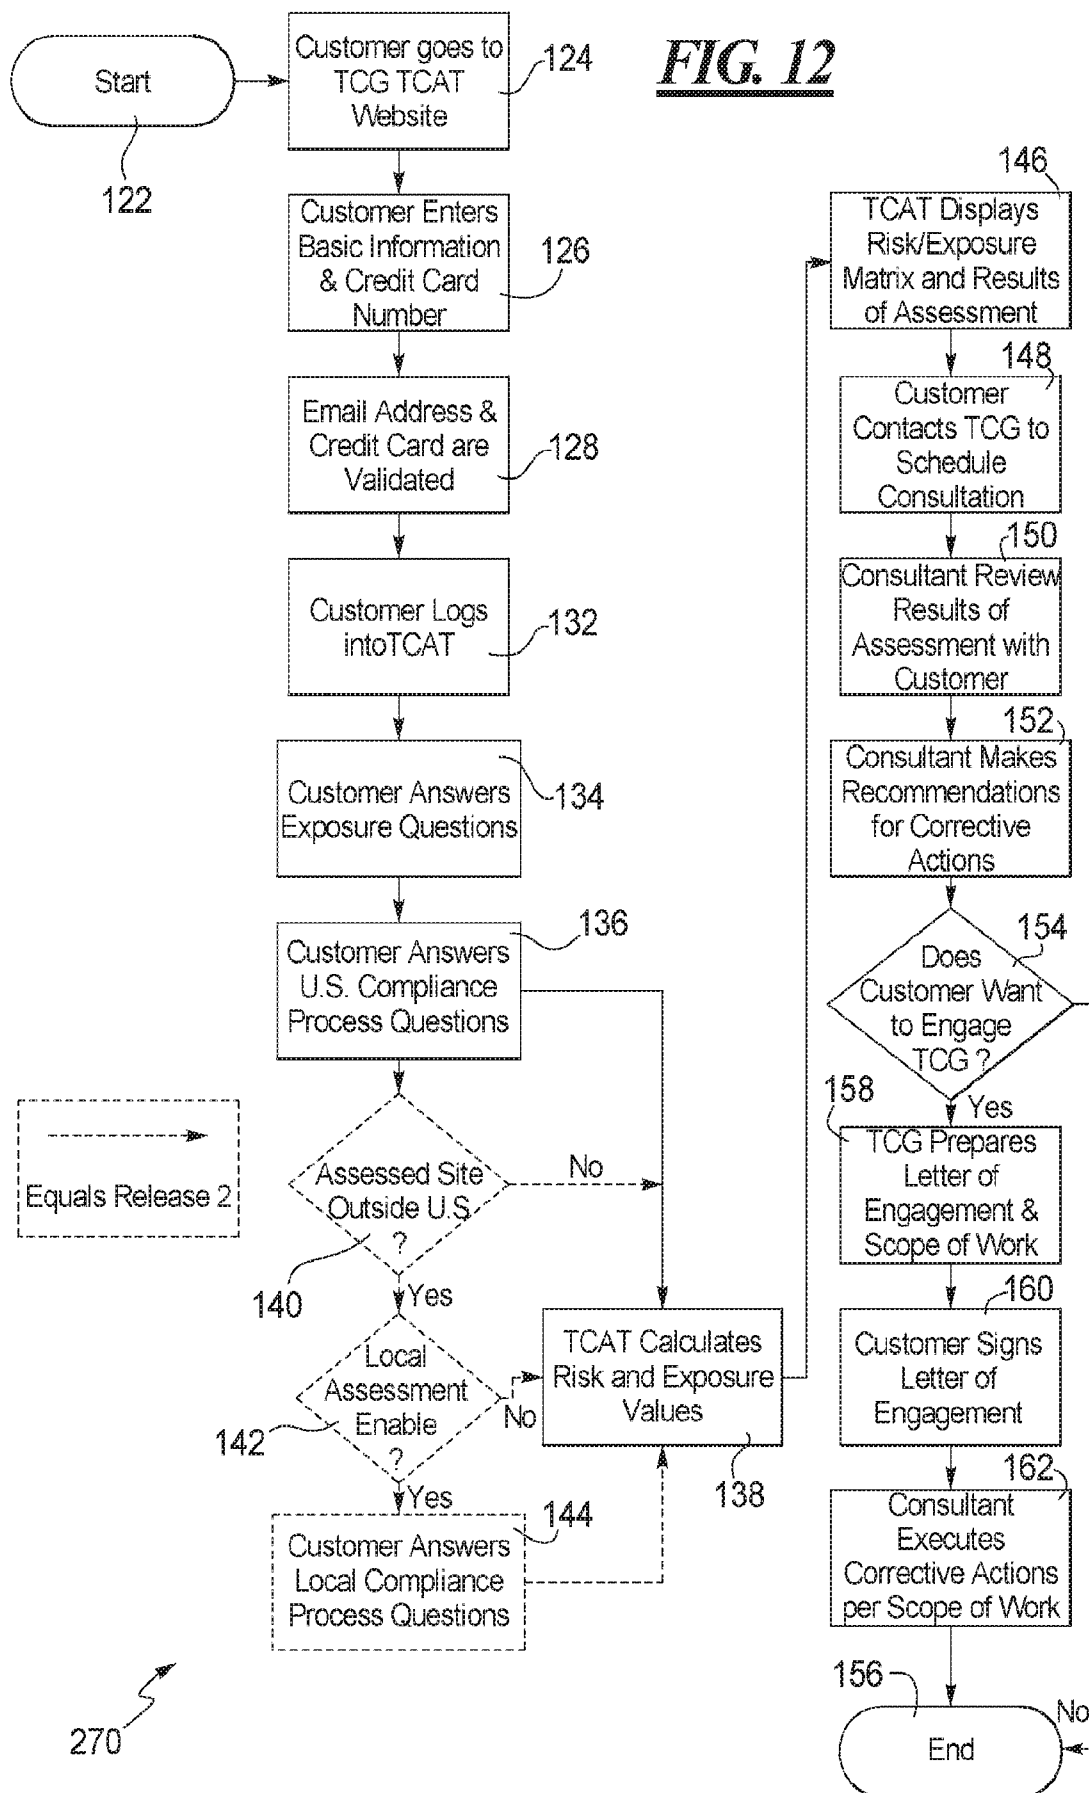 FIG. 12
Start
122
Customer goes to
TCG TCAT
Website
124
Customer Enters
Basic Information
& Credit Card
Number
126
Email Address &
Credit Card are
Validated
128
Customer Logs
intoTCAT
132
Customer Answers
Exposure Questions
134
Customer Answers
U.S. Compliance
Process Questions
136
Equals Release 2
Assessed Site
Outside U.S.
?
140
No
Yes
Local
Assessment
Enable
?
142
No
Yes
Customer Answers
Local Compliance
Process Questions
144
TCAT Calculates
Risk and Exposure
Values
138
270
146
TCAT Displays
Risk/Exposure
Matrix and Results
of Assessment
148
Customer
Contacts TCG to
Schedule
Consultation
150
Consultant Review
Results of
Assessment with
Customer
152
Consultant Makes
Recommendations
for Corrective
Actions
154
Does
Customer Want
to Engage
TCG ?
Yes
158
TCG Prepares
Letter of
Engagement &
Scope of Work
160
Customer Signs
Letter of
Engagement
162
Consultant
Executes
Corrective Actions
per Scope of Work
156
End
No